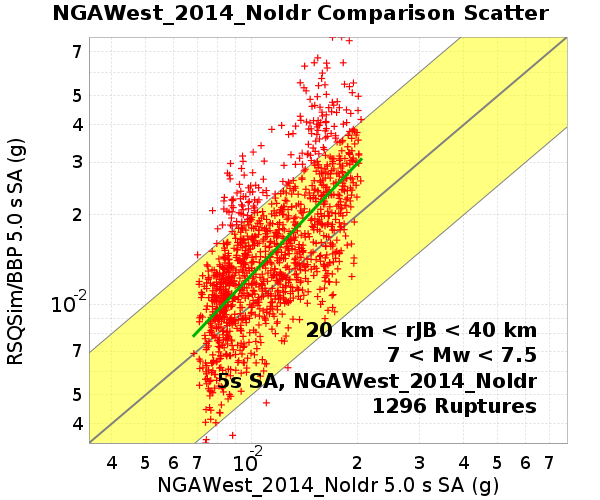 NGAWest_2014_NoIdr Comparison Scatter
RSQSim/BBP 5.0 s SA (g)
7
5
4
3
2
10-2
7
5
4
20 km < rJB < 40 km
7 < Mw < 7.5
5s SA, NGAWest_2014_NoIdr
1296 Ruptures
4 5 6 7 10-2 2 3 4 5 6 7
NGAWest_2014_NoIdr 5.0 s SA (g)